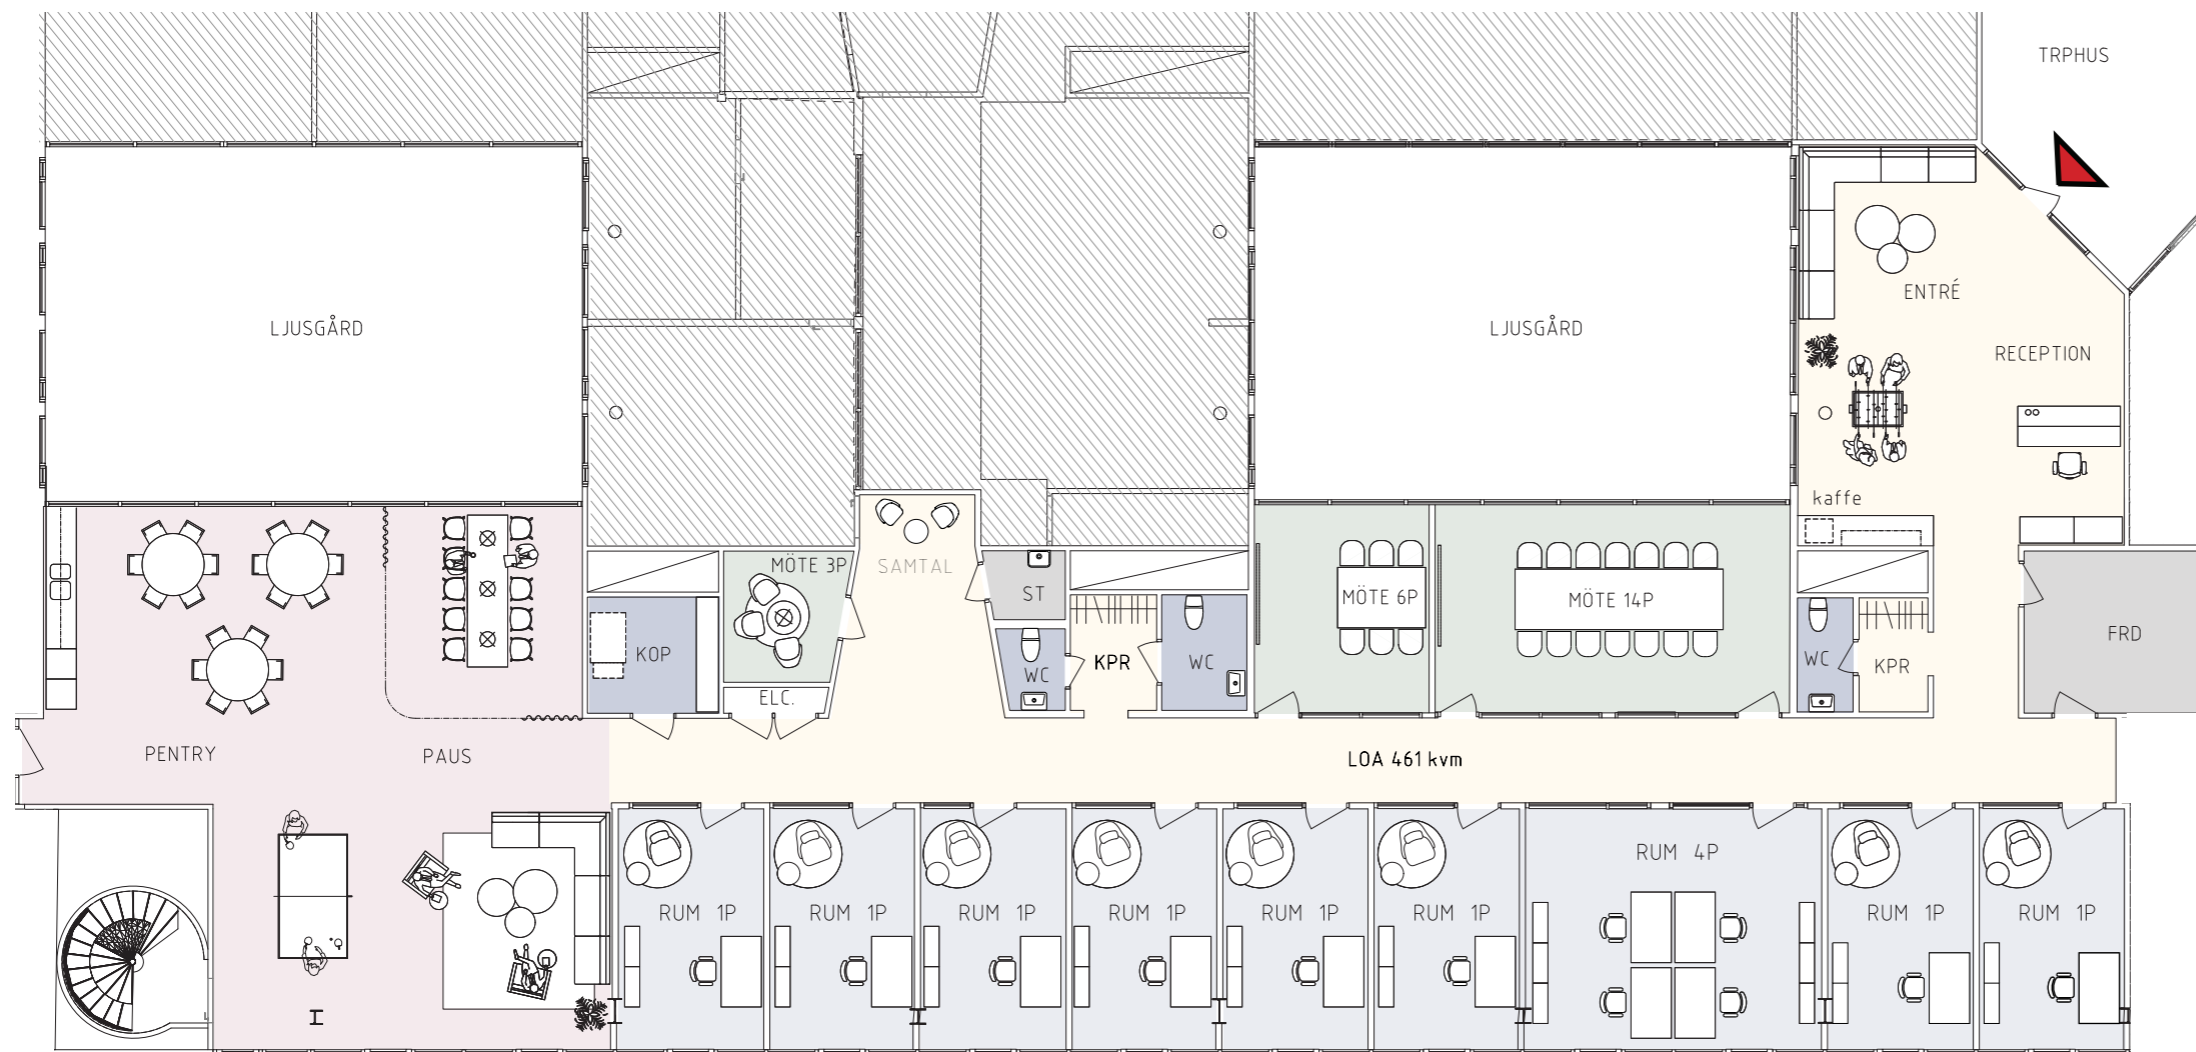 TRPHUS
ENTRÉ
LJUSGÅRD
LJUSGÅRD
RECEPTION
kaffe
MÖTE 3P
SAMTAL
ST
MÖTE 6P
MÖTE 14P
FRD
KOP
WC
KPR
WC
WC
KPR
ELC.
PENTRY
PAUS
LOA 461 kvm
RUM 4P
RUM 1P
RUM 1P
RUM 1P
RUM 1P
RUM 1P
RUM 1P
RUM 1P
RUM 1P